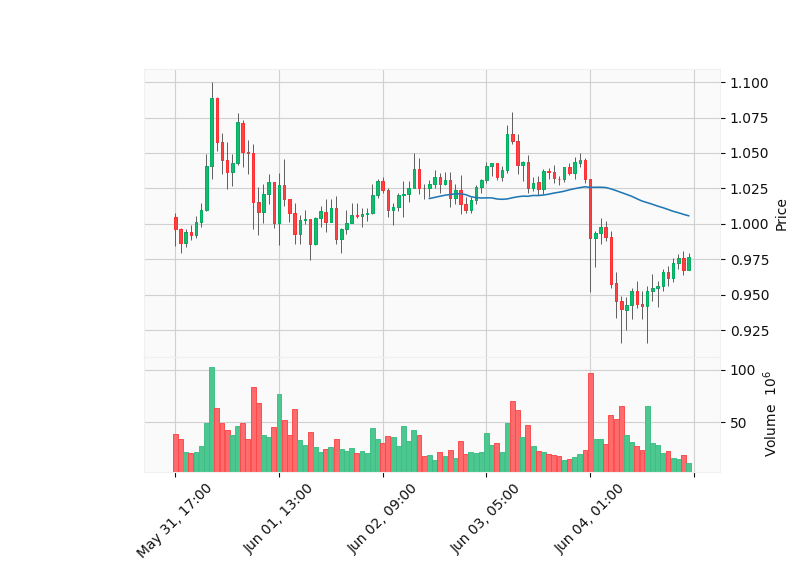 1.100
1.075
1.050
1.025
1.000
0.975
0.950
0.925
Price
100
50
Volume 10^6
May 31, 17:00
Jun 01, 13:00
Jun 02, 09:00
Jun 03, 05:00
Jun 04, 01:00